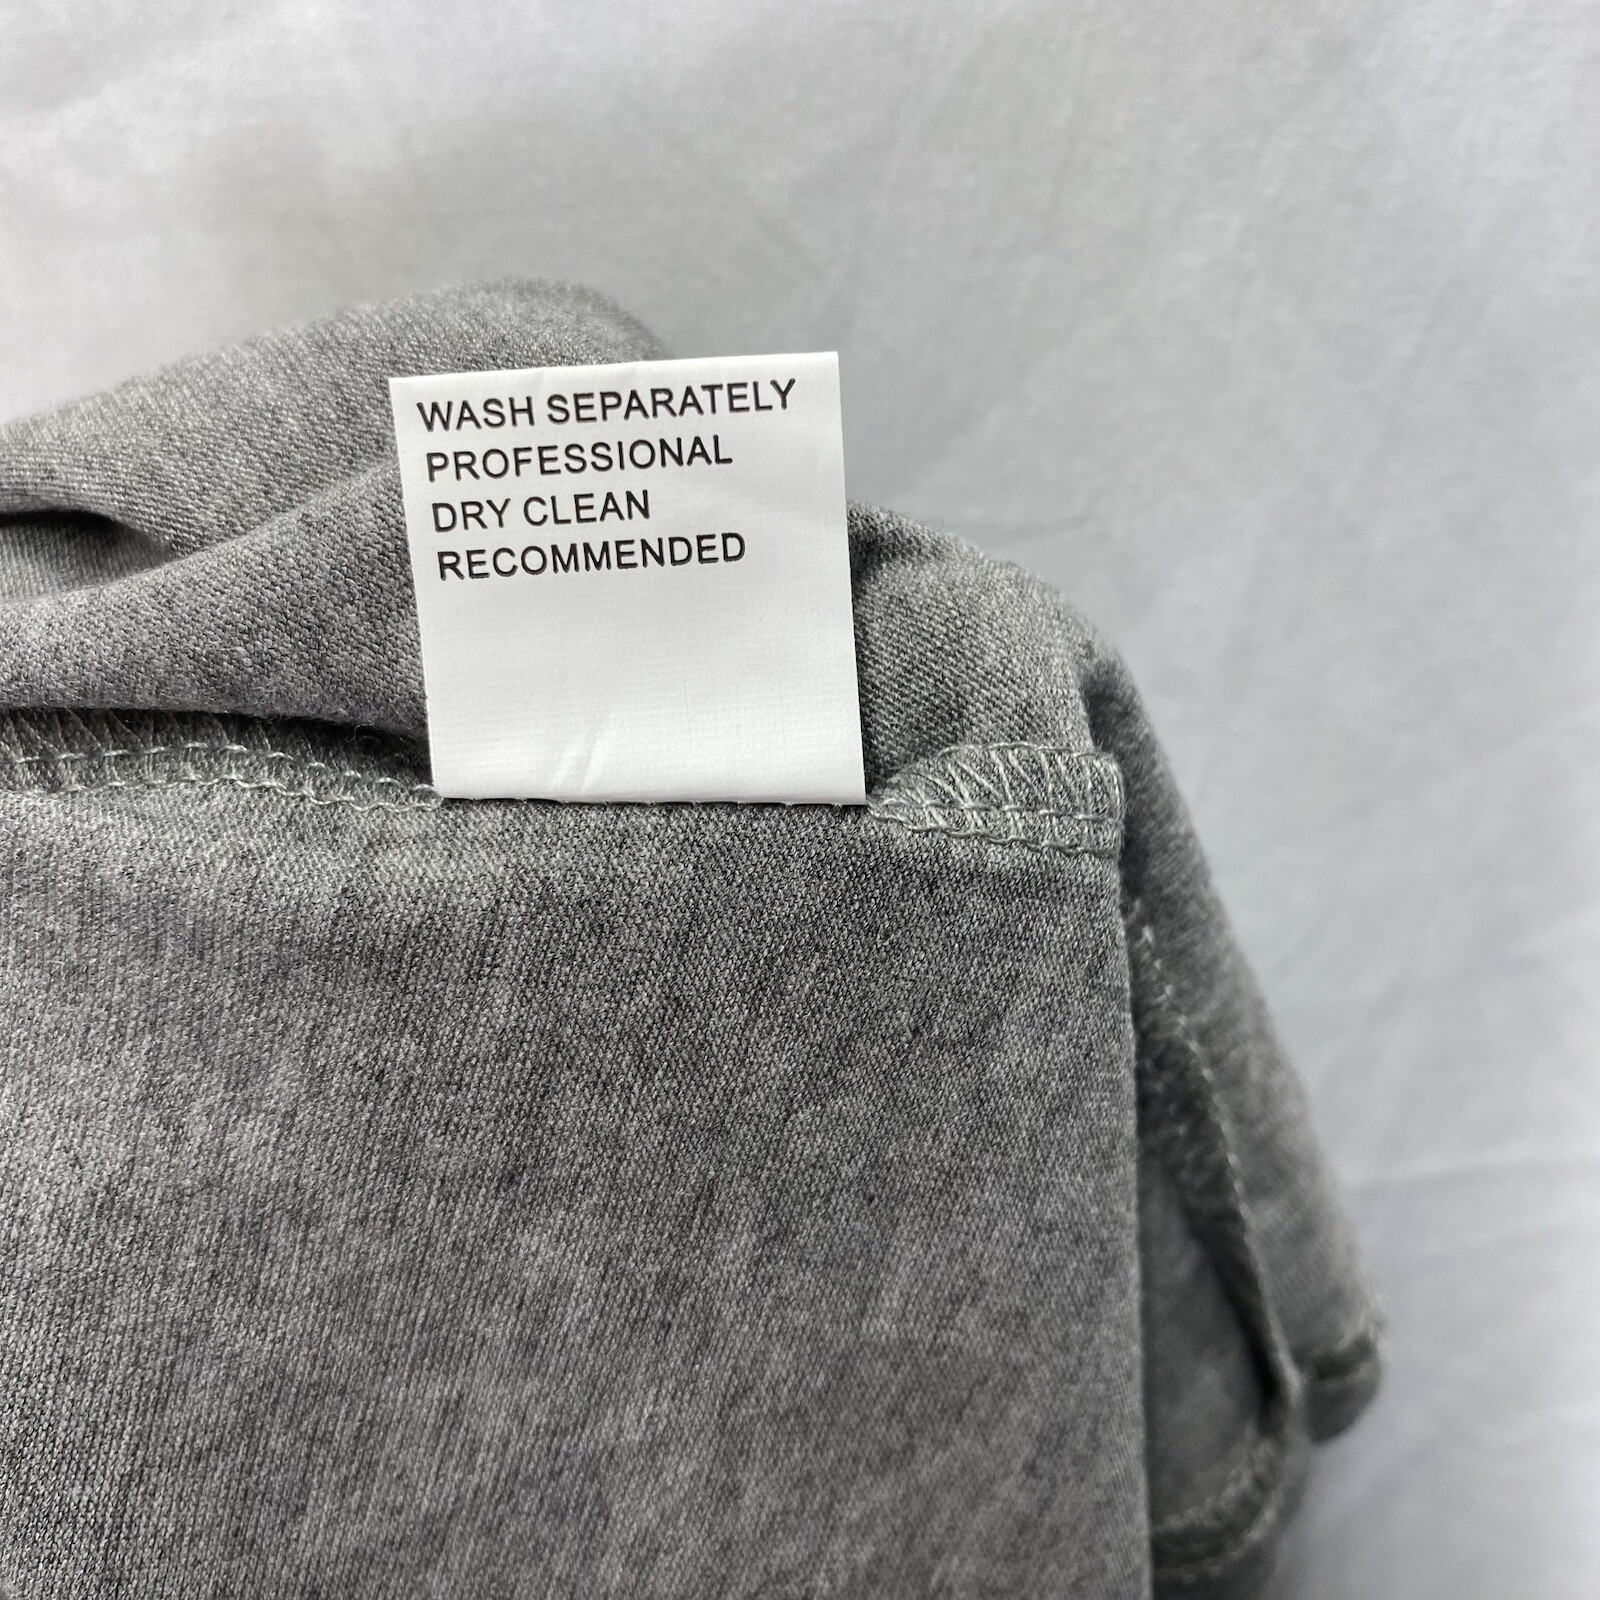 WASH SEPARATELY
PROFESSIONAL
DRY CLEAN
RECOMMENDED